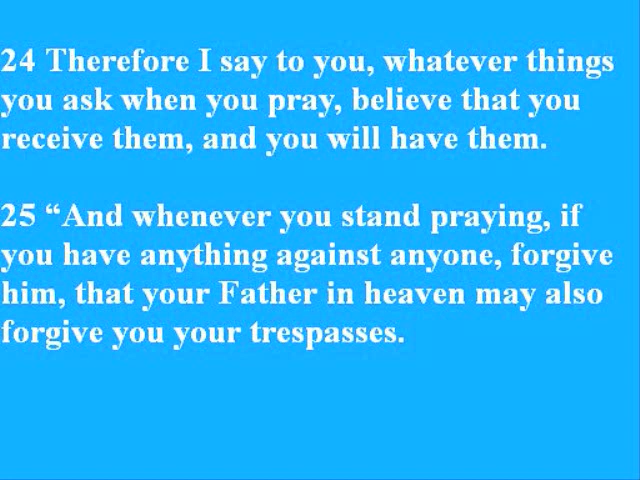 24 Therefore I say to you, whatever things
you ask when you pray, believe that you
receive them, and you will have them.
25 “And whenever you stand praying, if
you have anything against anyone, forgive
him, that your Father in heaven may also
forgive you your trespasses.